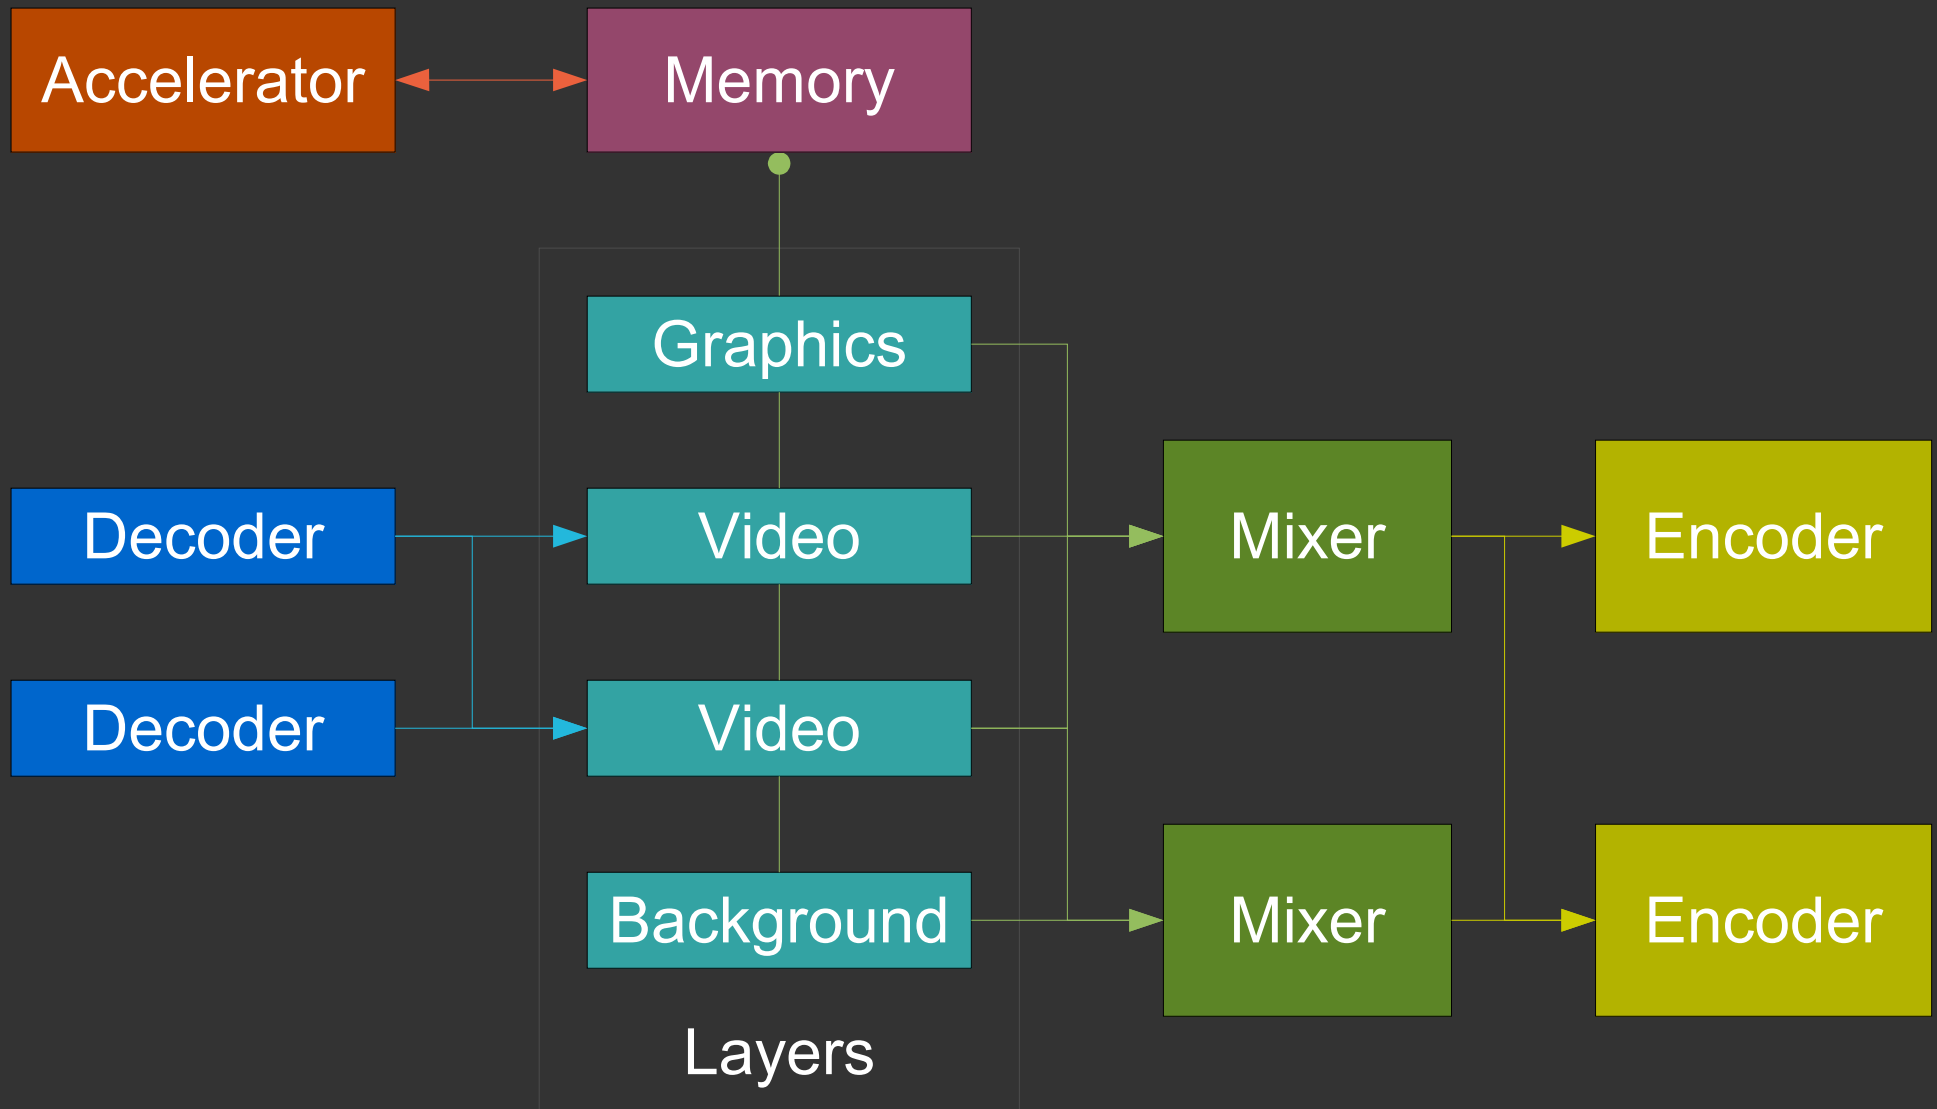 Accelerator
Memory
Graphics
Decoder
Video
Mixer
Encoder
Decoder
Video
Background
Mixer
Encoder
Layers